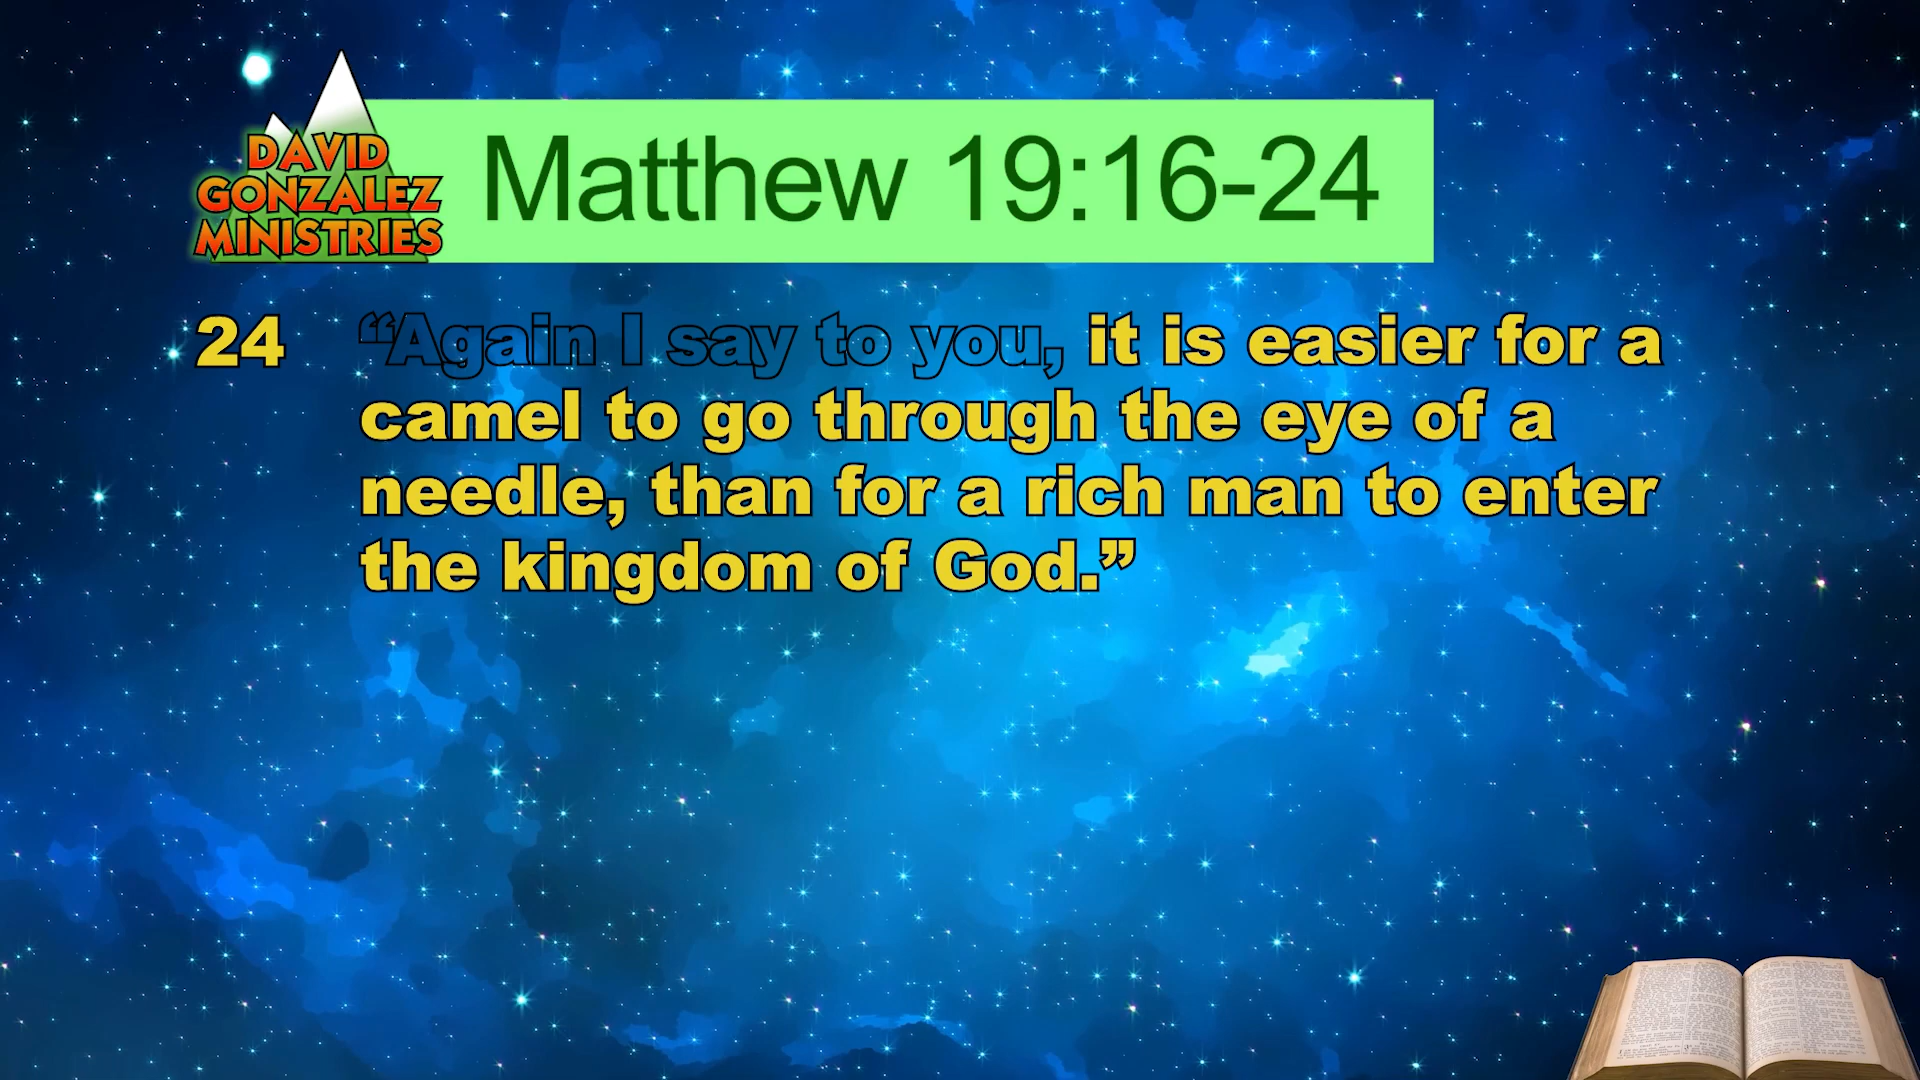 DAVID
GONZALEZ
MINISTRIES
Matthew 19:16-24
24 “Again I say to you, it is easier for a
camel to go through the eye of a
needle, than for a rich man to enter
the kingdom of God.”